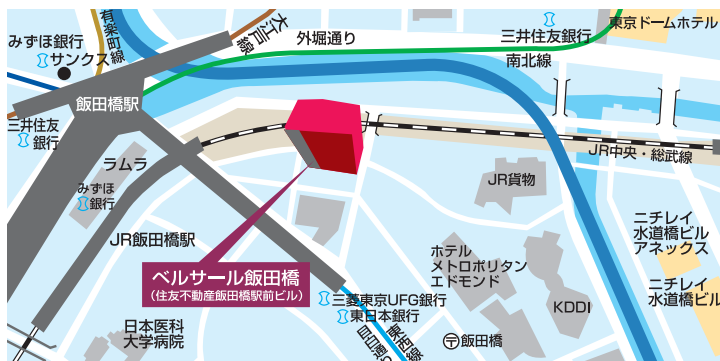 有楽町線
大江戸線
外堀通り
三井住友銀行
東京ドームホテル
みずほ銀行
サンクス
南北線
飯田橋駅
三井住友
銀行
ラムラ
みずほ
銀行
JR中央・総武線
JR貨物
JR飯田橋駅
ニチレイ
水道橋ビル
アネックス
ベルサール飯田橋
（住友不動産飯田橋駅前ビル）
ホテル
メトロポリタン
エドモンド
ニチレイ
水道橋ビル
KDDI
三菱東京UFG銀行
東日本銀行
日本医科
大学病院
東西線
目白通り
〒飯田橋